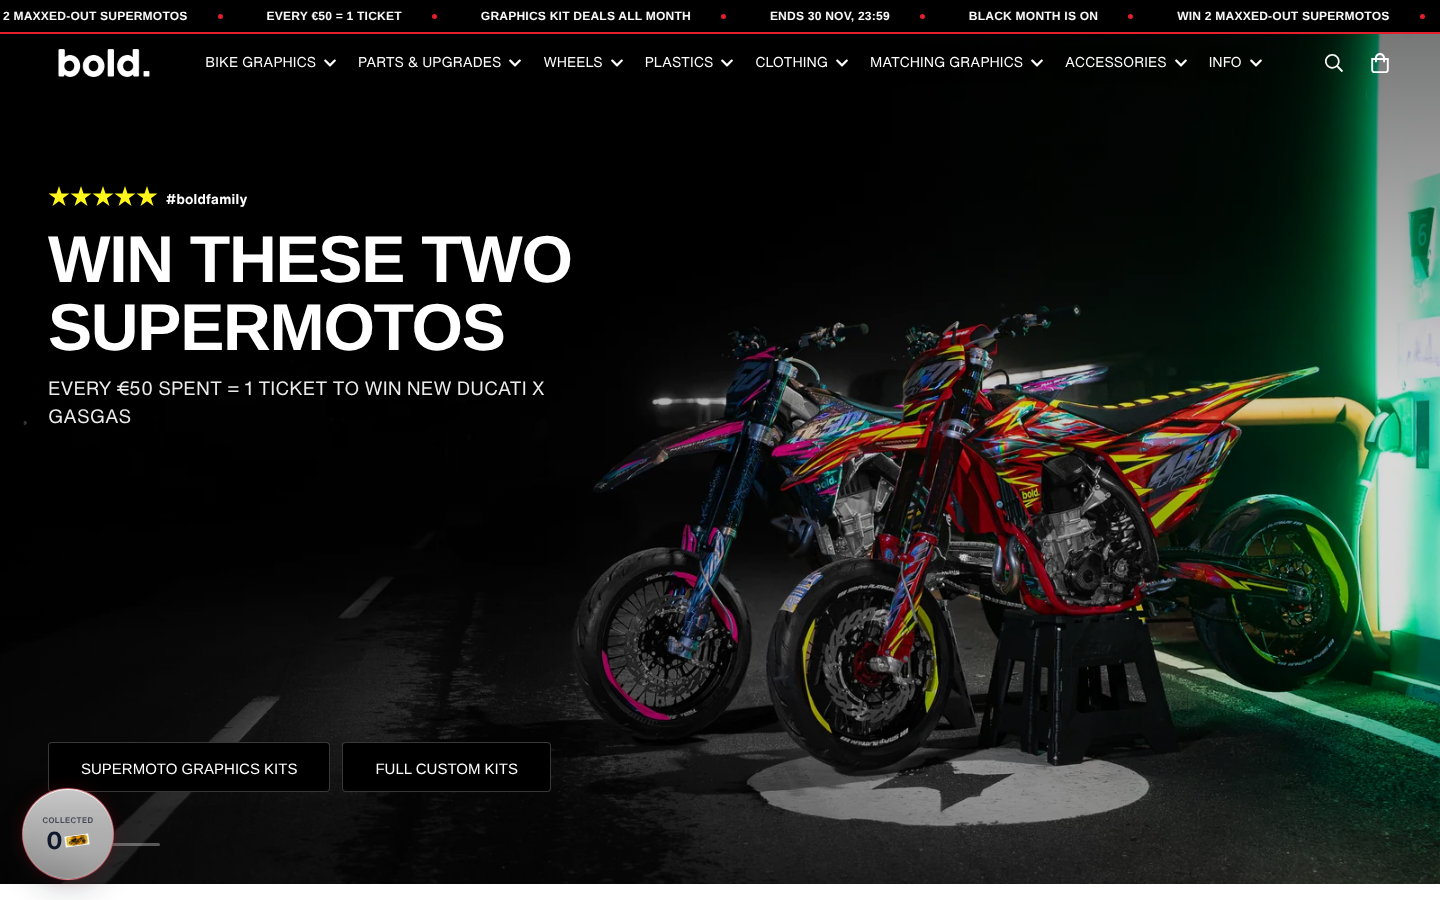 2 MAXXED-OUT SUPERMOTOS • EVERY €50 = 1 TICKET • GRAPHICS KIT DEALS ALL MONTH • ENDS 30 NOV, 23:59 • BLACK MONTH IS ON • WIN 2 MAXXED-OUT SUPERMOTOS •
bold.
BIKE GRAPHICS PARTS & UPGRADES WHEELS PLASTICS CLOTHING MATCHING GRAPHICS ACCESSORIES INFO
★★★★★ #boldfamily
WIN THESE TWO
SUPERMOTOS
EVERY €50 SPENT = 1 TICKET TO WIN NEW DUCATI X
GASGAS
6
bold.
bold.
SUPERMOTO GRAPHICS KITS
FULL CUSTOM KITS
COLLECTED
0